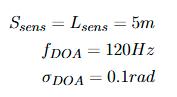 S_{sens} = L_{sens} = 5m
f_{DOA} = 120Hz
σ_{DOA} = 0.1rad